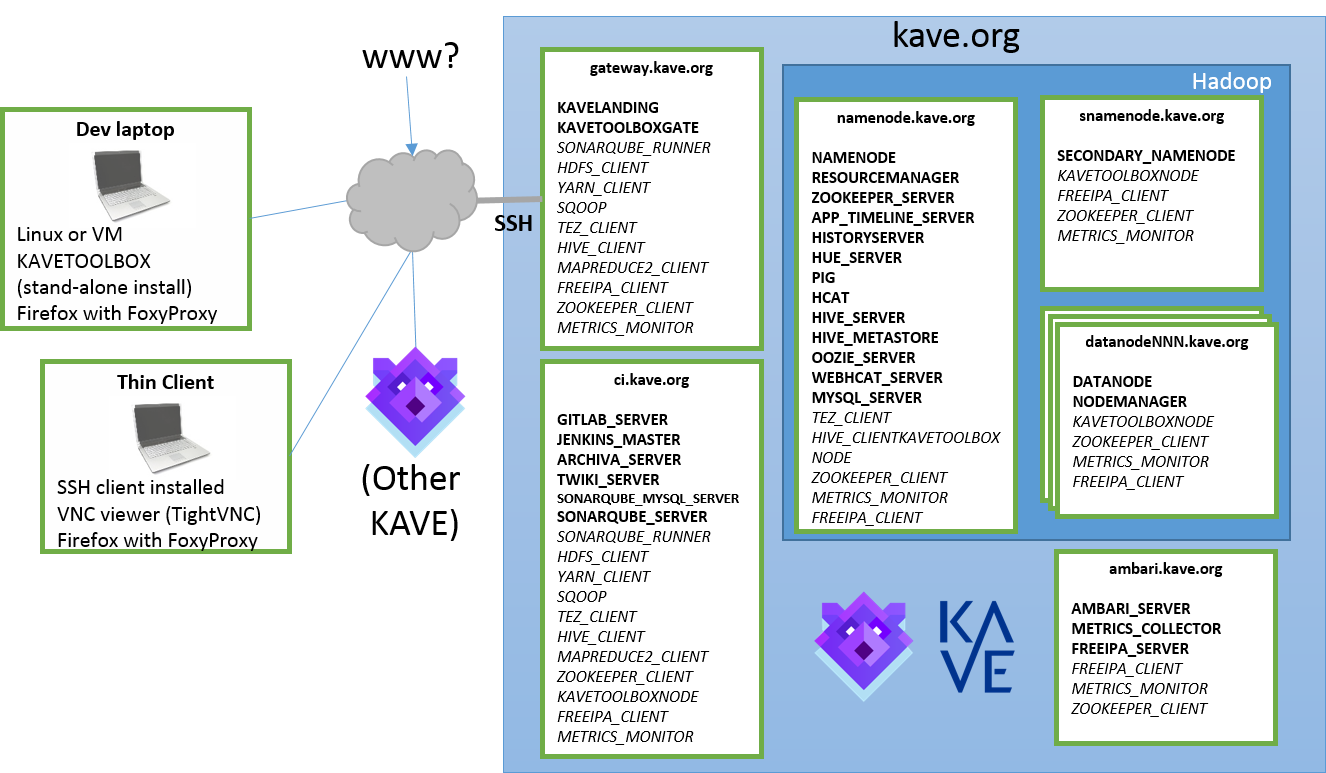 kave.org
www?
Dev laptop
Linux or VM
KAVETOOLBOX
(stand-alone install)
Firefox with FoxyProxy
Thin Client
SSH client installed
VNC viewer (TightVNC)
Firefox with FoxyProxy
(Other
KAVE)
SSH
gateway.kave.org
KAVELANDING
KAVETOOLBOXGATE
SONARQUBE_RUNNER
HDFS_CLIENT
YARN_CLIENT
SQOOP
TEZ_CLIENT
HIVE_CLIENT
MAPREDUCE2_CLIENT
FREEIPA_CLIENT
ZOOKEEPER_CLIENT
METRICS_MONITOR
ci.kave.org
GITLAB_SERVER
JENKINS_MASTER
ARCHIVA_SERVER
TWIKI_SERVER
SONARQUBE_MYSQL_SERVER
SONARQUBE_SERVER
SONARQUBE_RUNNER
HDFS_CLIENT
YARN_CLIENT
SQOOP
TEZ_CLIENT
HIVE_CLIENT
MAPREDUCE2_CLIENT
ZOOKEEPER_CLIENT
KAVETOOLBOXNODE
FREEIPA_CLIENT
METRICS_MONITOR
Hadoop
namenode.kave.org
NAMENODE
RESOURCEMANAGER
ZOOKEEPER_SERVER
APP_TIMELINE_SERVER
HISTORYSERVER
HUE_SERVER
PIG
HCAT
HIVE_SERVER
HIVE_METASTORE
OOZIE_SERVER
WEBHCAT_SERVER
MYSQL_SERVER
TEZ_CLIENT
HIVE_CLIENTKAVETOOLBOX
NODE
ZOOKEEPER_CLIENT
METRICS_MONITOR
FREEIPA_CLIENT
snamenode.kave.org
SECONDARY_NAMENODE
KAVETOOLBOXNODE
FREEIPA_CLIENT
ZOOKEEPER_CLIENT
METRICS_MONITOR
datanodeNNN.kave.org
DATANODE
NODEMANAGER
KAVETOOLBOXNODE
ZOOKEEPER_CLIENT
METRICS_MONITOR
FREEIPA_CLIENT
KA
VE
ambari.kave.org
AMBARI_SERVER
METRICS_COLLECTOR
FREEIPA_SERVER
FREEIPA_CLIENT
METRICS_MONITOR
ZOOKEEPER_CLIENT